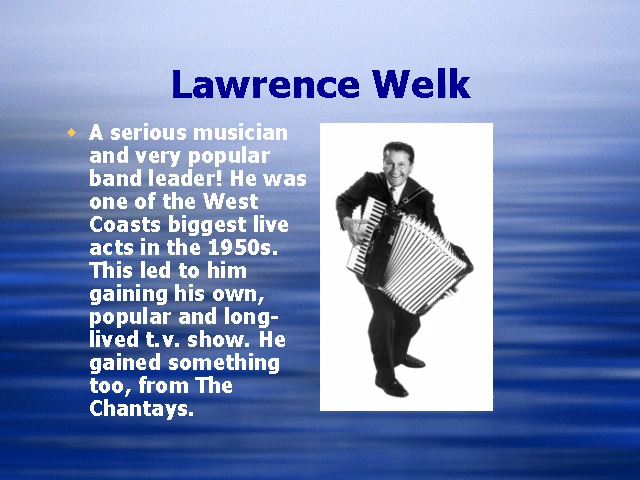 Lawrence Welk
A serious musician
and very popular
band leader! He was
one of the West
Coasts biggest live
acts in the 1950s.
This led to him
gaining his own,
popular and long-
lived t.v. show. He
gained something
too, from The
Chantays.